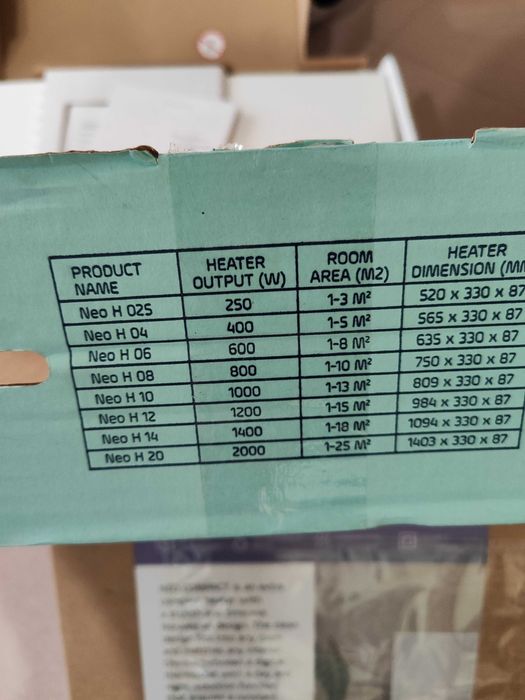 PRODUCT NAME HEATER OUTPUT (W) ROOM AREA (M2) HEATER DIMENSION (MM
Neo H 025 250 1-3 M² 520 x 330 x 87
Neo H 04 400 1-5 M² 565 x 330 x 87
Neo H 06 600 1-8 M² 635 x 330 x 87
Neo H 08 800 1-10 M² 750 x 330 x 87
Neo H 10 1000 1-13 M² 809 x 330 x 87
Neo H 12 1200 1-15 M² 984 x 330 x 87
Neo H 14 1400 1-18 M² 1094 x 330 x 87
Neo H 20 2000 1-25 M² 1403 x 330 x 87